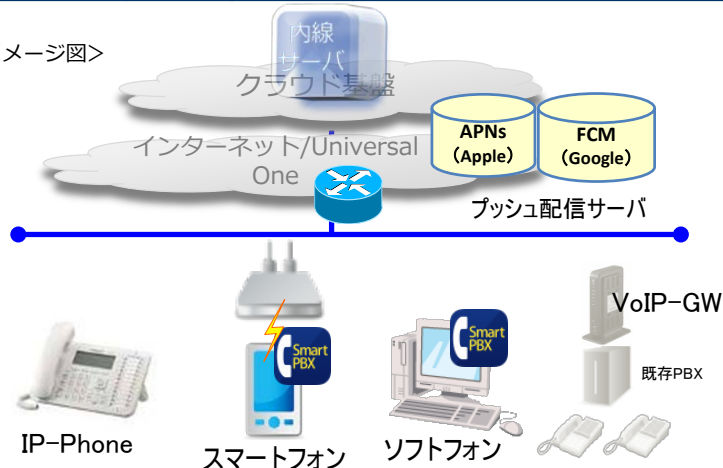 メージ図>
内線
サーバ
クラウド基盤
インターネット/Universal
One
APNs
（Apple）
FCM
（Google）
プッシュ配信サーバ
Smart
PBX
Smart
PBX
VoIP-GW
既存PBX
IP-Phone
スマートフォン
ソフトフォン